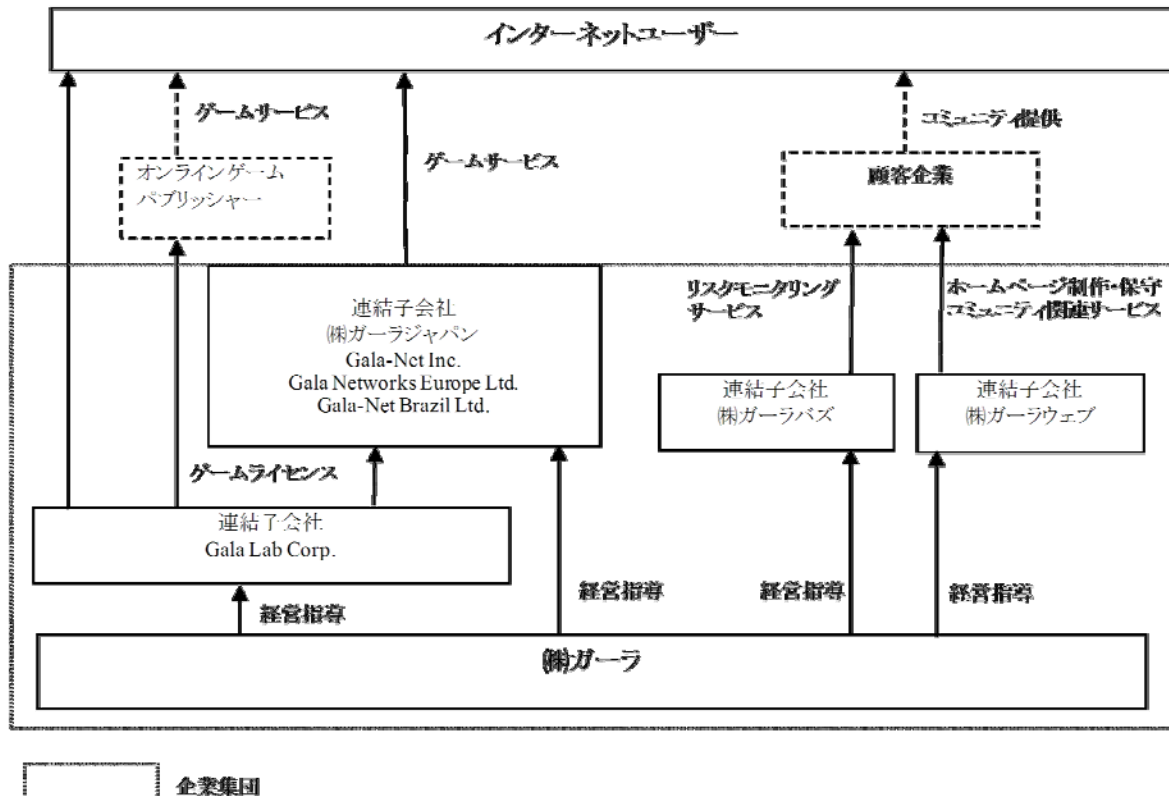 インターネットユーザー
ゲームサービス
コミュニティ提供
オンラインゲーム
パブリッシャー
ゲームサービス
顧客企業
連結子会社
㈱ガーラジャパン
Gala-Net Inc.
Gala Networks Europe Ltd.
Gala-Net Brazil Ltd.
リスクモニタリング
サービス
ホームページ制作・保守
コミュニティ関連サービス
連結子会社
㈱ガーラバズ
連結子会社
㈱ガーラウェブ
ゲームライセンス
連結子会社
Gala Lab Corp.
経営指導
経営指導
経営指導
経営指導
㈱ガーラ
企業集団